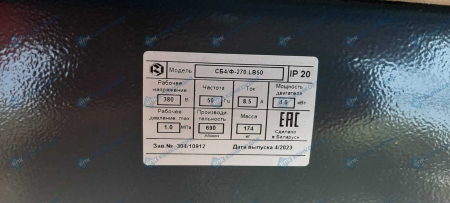 Модель СБ4/Ф-270 LB50 IP 20
Рабочее напряжение Частота Ток Мощность двигателя
380 В 50 Гц 8.5 А 4.0 кВт
Рабочее давление, max Производительность Масса EAC
1.0 МПа 690 л/мин 174 кг Сделано в Беларуси
Зав.№ 304/10912 Дата выпуска 4/2023